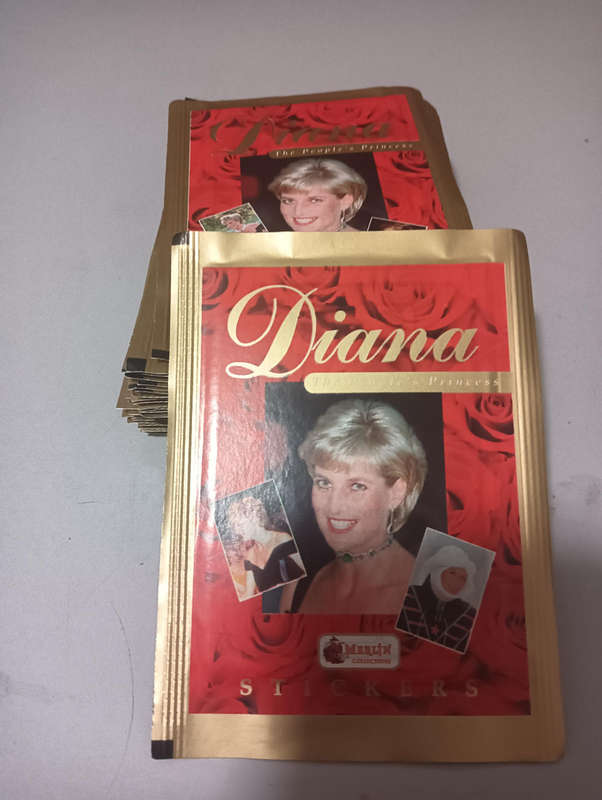 Diana
The People's Princess
Diana
The People's Princess
MERLIN
COLLECTIONS
STICKERS